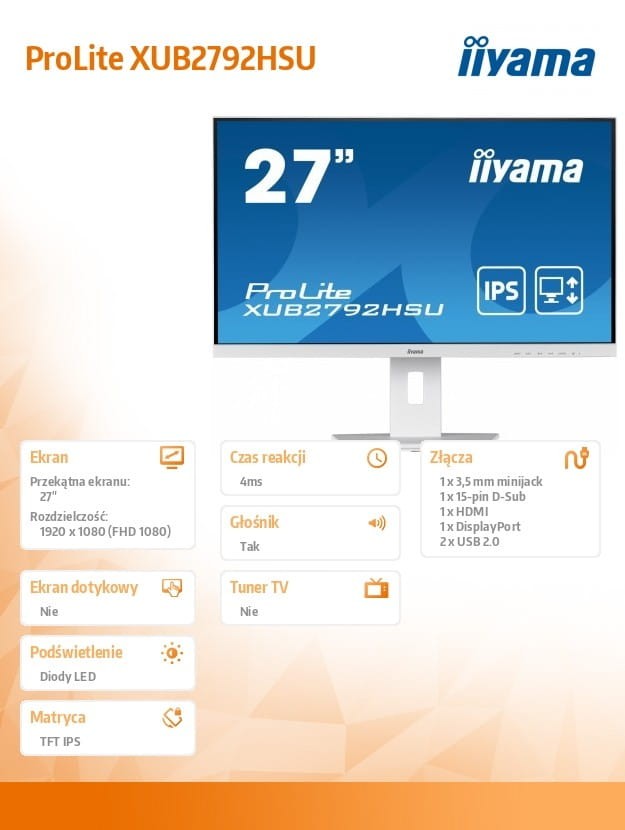 ProLite XUB2792HSU
iiyama
27”
iiyama
ProLite
XUB2792HSU
IPS
iiyama
Ekran
Przekątna ekranu:
27"
Rozdzielczość:
1920 x 1080 (FHD 1080)
Czas reakcji
4ms
Złącza
1 x 3,5 mm minijack
1 x 15-pin D-Sub
1 x HDMI
1 x DisplayPort
2 x USB 2.0
Głośnik
Tak
Ekran dotykowy
Nie
Tuner TV
Nie
Podświetlenie
Diody LED
Matryca
TFT IPS